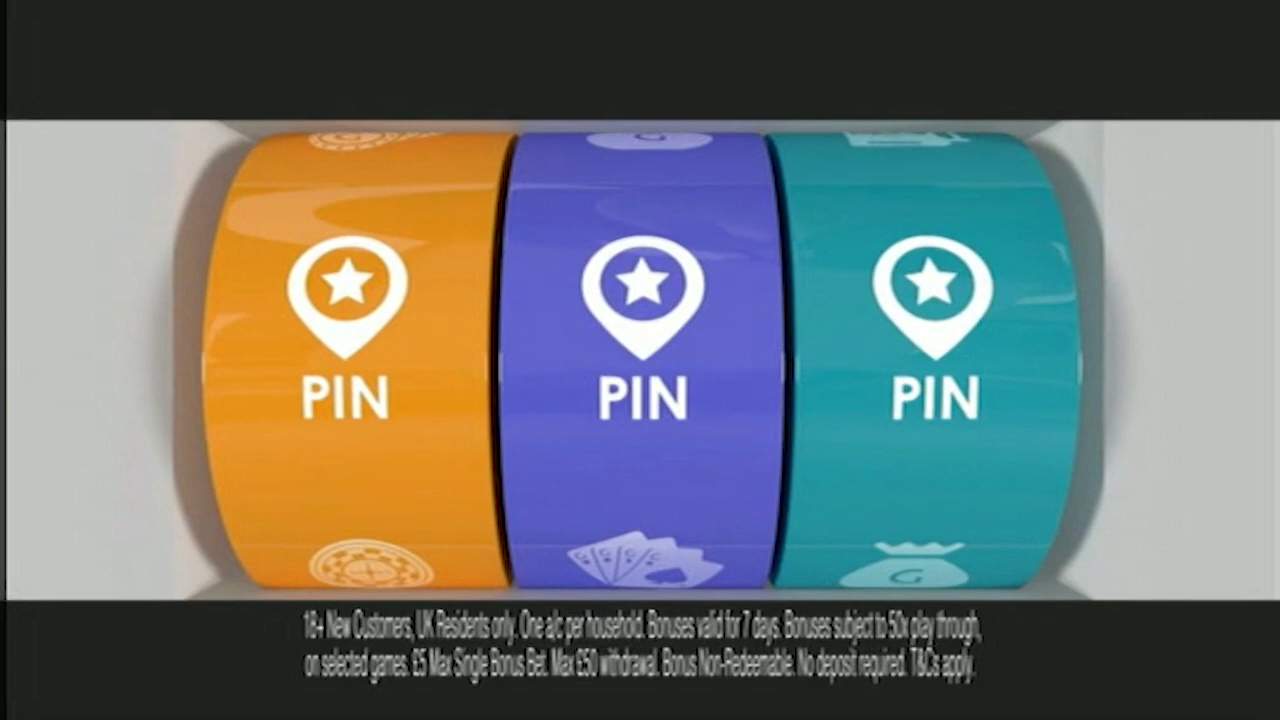 PIN PIN PIN
G
18+ New Customers, UK Residents only. One a/c per household. Bonuses valid for 7 days. Bonuses subject to 50x play through,
on selected games. £5 Max Single Bonus Bet. Max £50 withdrawal. Bonus Non-Redeemable. No deposit required. T&Cs apply.